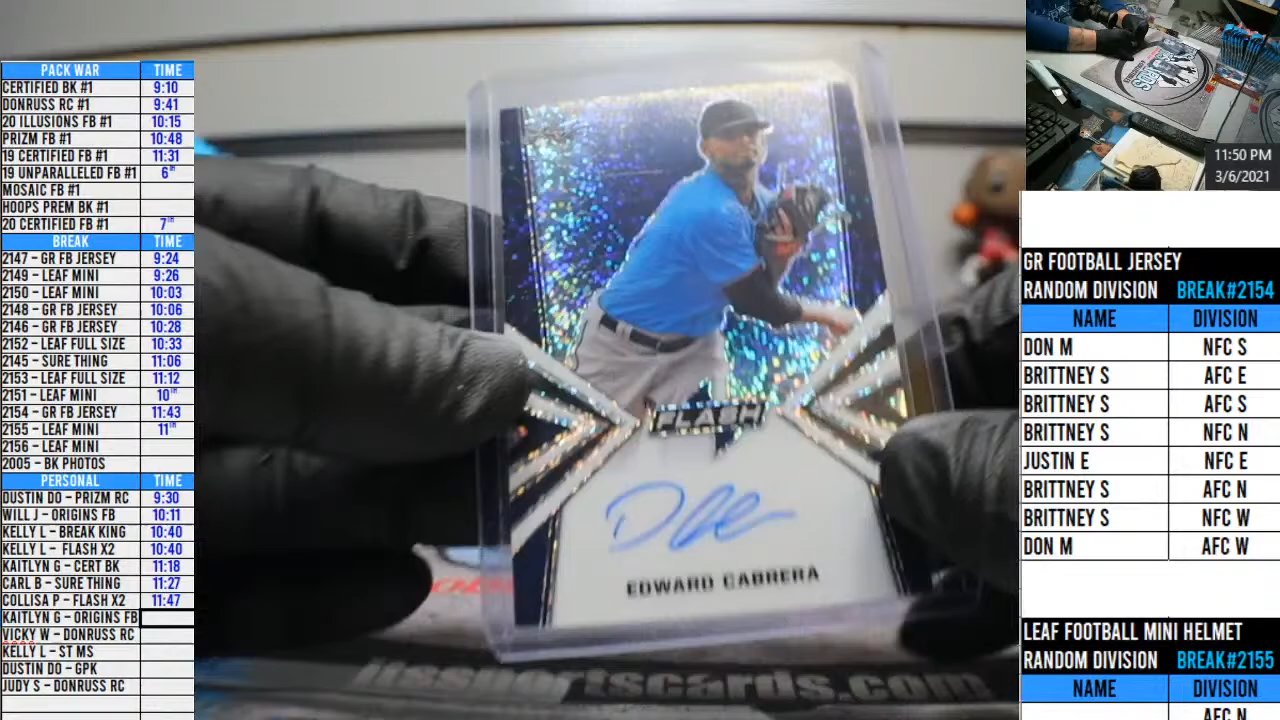 PACK WAR TIME
CERTIFIED BK #1 9:10
DONRUSS RC #1 9:41
20 ILLUSIONS FB #1 10:15
PRIZM FB #1 10:48
19 CERTIFIED FB #1 11:31
19 UNPARALLELED FB #1 6TH
MOSAIC FB #1
HOOPS PREM BK #1
20 CERTIFIED FB #1 7TH
BREAK TIME
2147 – GR FB JERSEY 9:24
2149 – LEAF MINI 9:26
2150 – LEAF MINI 10:03
2148 – GR FB JERSEY 10:06
2146 – GR FB JERSEY 10:28
2152 – LEAF FULL SIZE 10:33
2145 – SURE THING 11:06
2153 – LEAF FULL SIZE 11:12
2151 – LEAF MINI 10TH
2154 – GR FB JERSEY 11:43
2155 – LEAF MINI 11TH
2156 – LEAF MINI
2005 – BK PHOTOS
PERSONAL TIME
DUSTIN DO – PRIZM RC 9:30
WILL J – ORIGINS FB 10:11
KELLY L – BREAK KING 10:40
KELLY L – FLASH X2 10:40
KAITLYN G – CERT BK 11:18
CARL B – SURE THING 11:27
COLLISA P – FLASH X2 11:47
KAITLYN G – ORIGINS FB
VICKY W – DONRUSS RC
KELLY L – ST MS
DUSTIN DO – GPK
JUDY S – DONRUSS RC
FLASH
EDWARD CABRERA
11:50 PM
3/6/2021
GR FOOTBALL JERSEY
RANDOM DIVISION BREAK#2154
NAME DIVISION
DON M NFC S
BRITTNEY S AFC E
BRITTNEY S AFC S
BRITTNEY S NFC N
JUSTIN E NFC E
BRITTNEY S AFC N
BRITTNEY S NFC W
DON M AFC W
LEAF FOOTBALL MINI HELMET
RANDOM DIVISION BREAK#2155
NAME DIVISION
AFC N